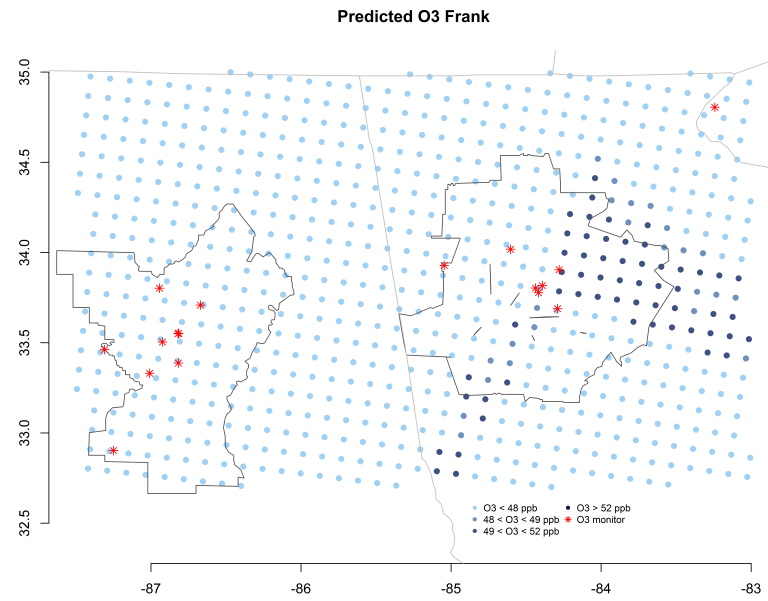 Predicted O3 Frank
35.0
34.5
34.0
33.5
33.0
32.5
O3 < 48 ppb
48 < O3 < 49 ppb
49 < O3 < 52 ppb
O3 > 52 ppb
O3 monitor
-87
-86
-85
-84
-83